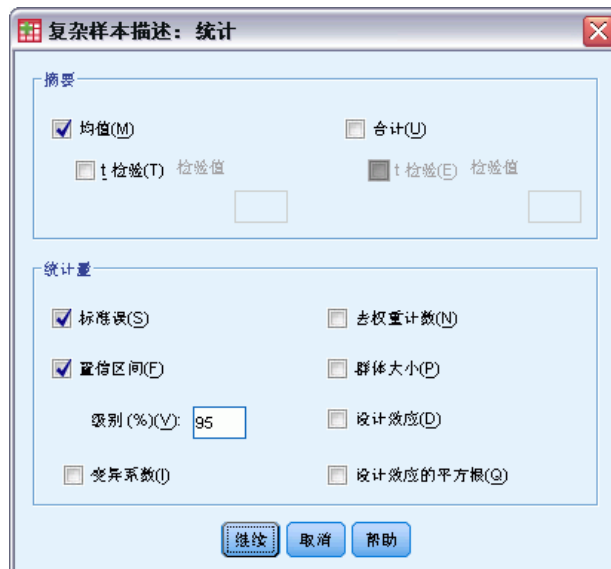 复杂样本描述：统计
摘要
均值(M)
合计(U)
t 检验(T) 检验值
t 检验(E) 检验值
统计量
标准误(S)
去权重计数(N)
置信区间(F)
群体大小(P)
级别(%)(V): 95
设计效应(D)
变异系数(I)
设计效应的平方根(Q)
继续 取消 帮助